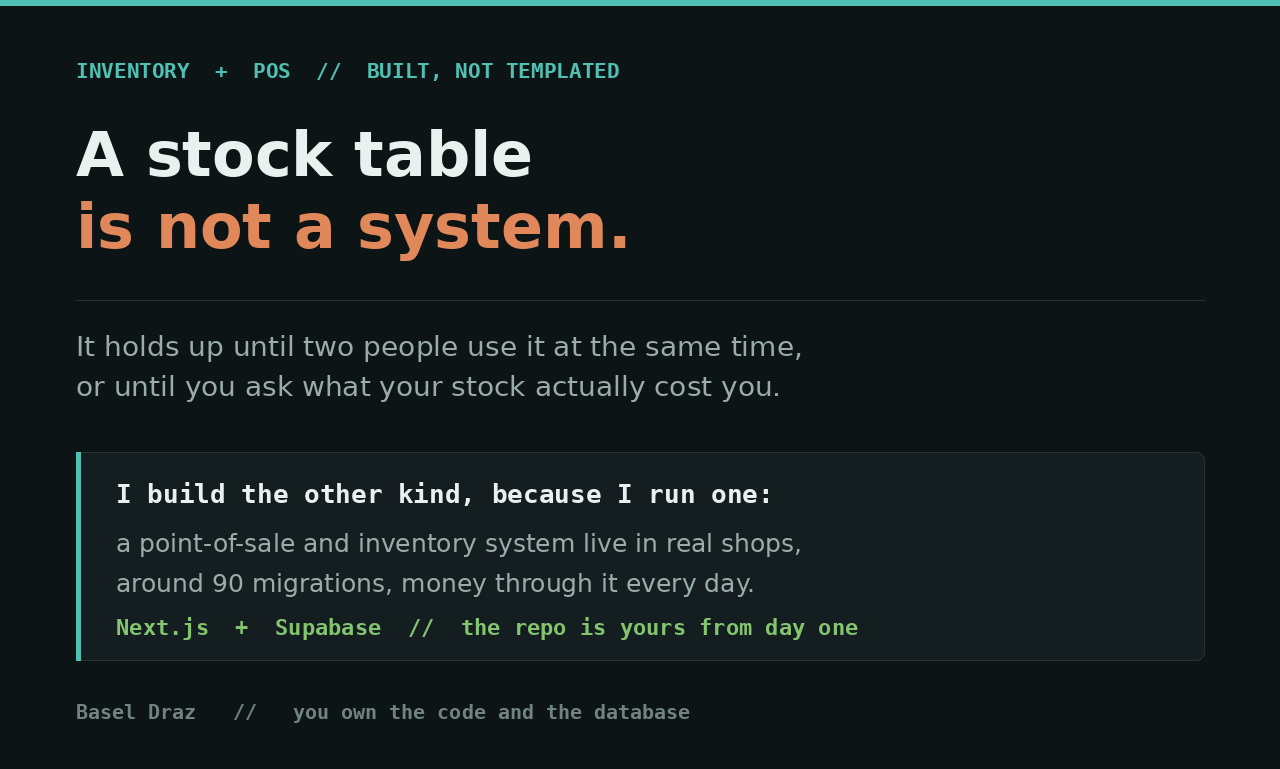 INVENTORY + POS // BUILT, NOT TEMPLATED
A stock table
is not a system.
It holds up until two people use it at the same time,
or until you ask what your stock actually cost you.
I build the other kind, because I run one:
a point-of-sale and inventory system live in real shops,
around 90 migrations, money through it every day.
Next.js + Supabase // the repo is yours from day one
Basel Draz // you own the code and the database